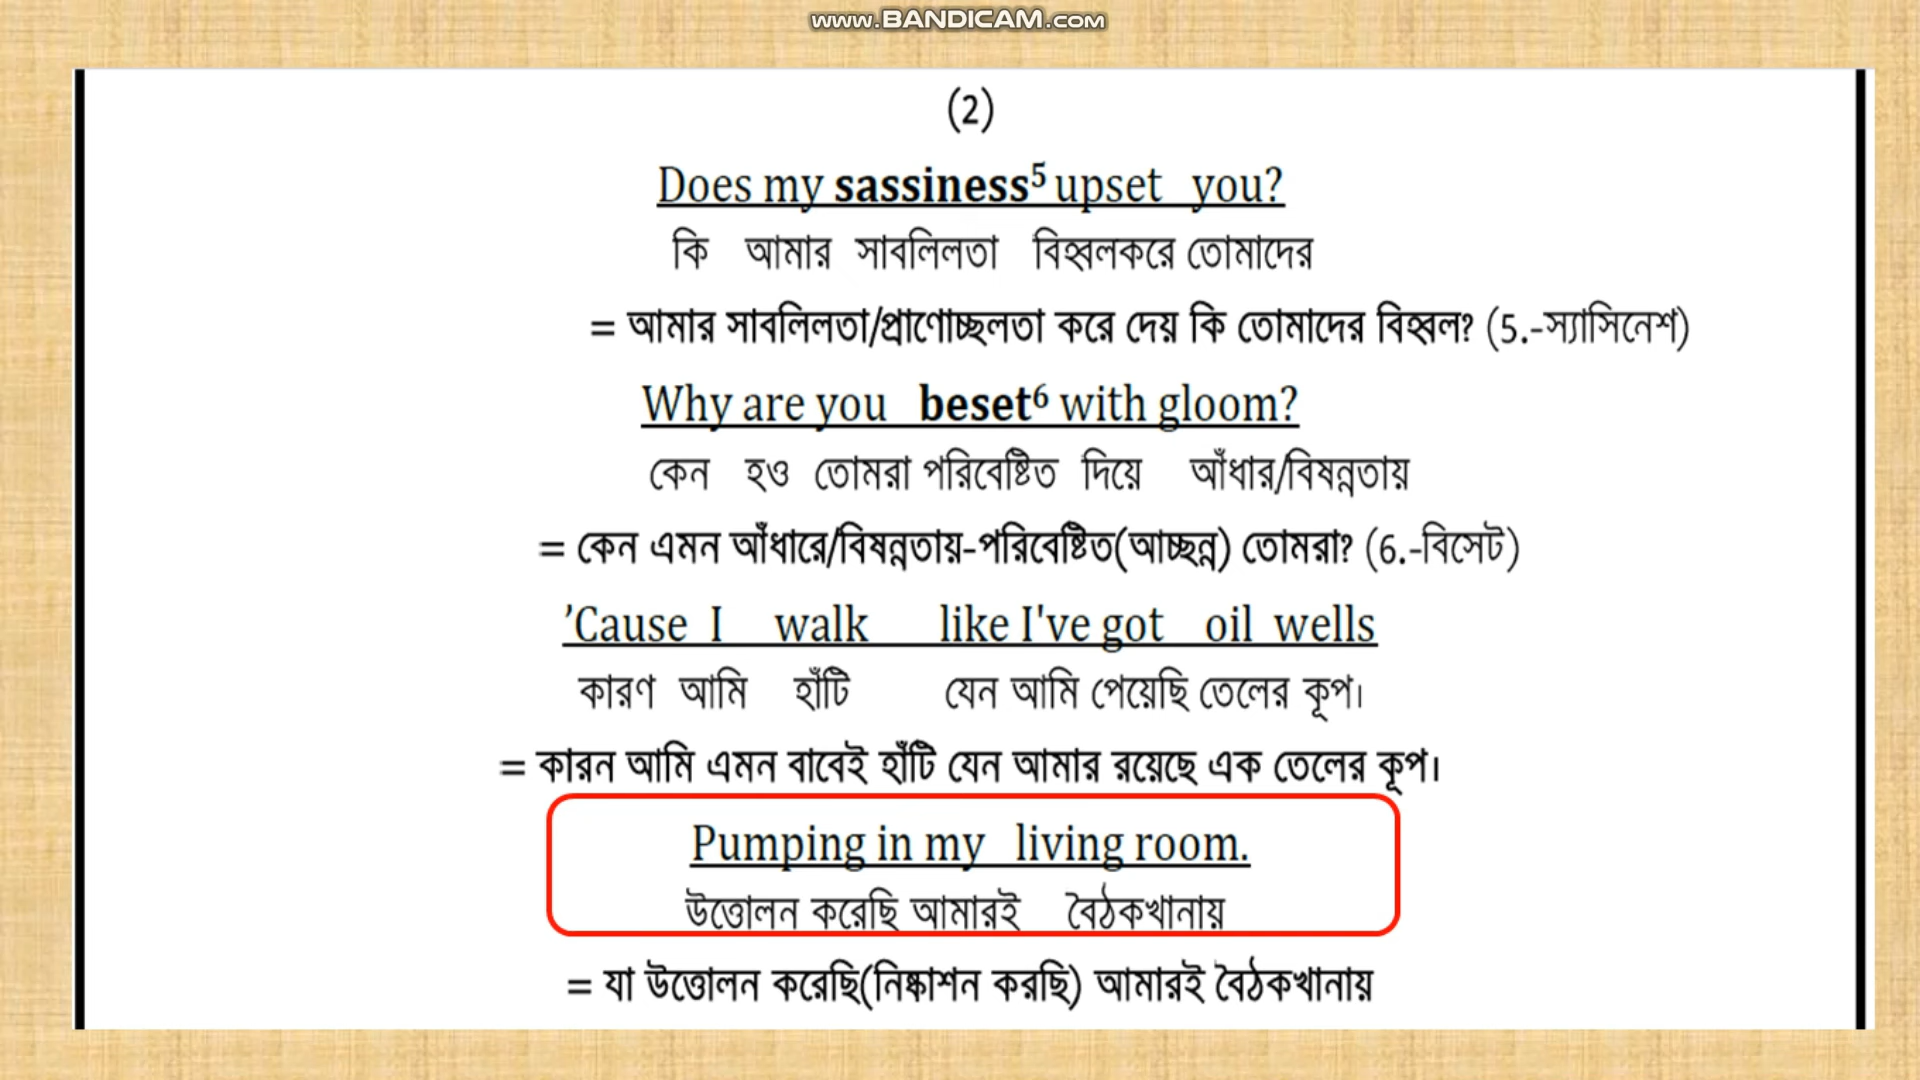 www.BANDICAM.com
(2)
Does my sassiness⁵ upset you?
কি আমার সাবলিলতা বিহ্বলকরে তোমাদের
= আমার সাবলিলতা/প্রাণোচ্ছলতা করে দেয় কি তোমাদের বিহ্বল? (5.-স্যাসিনেশ)
Why are you beset⁶ with gloom?
কেন হও তোমরা পরিবেষ্টিত দিয়ে আঁধার/বিষন্নতায়
= কেন এমন আঁধারে/বিষন্নতায়-পরিবেষ্টিত(আচ্ছন্ন) তোমরা? (6.-বিসেট)
’Cause I walk like I've got oil wells
কারণ আমি হাঁটি যেন আমি পেয়েছি তেলের কূপ।
= কারন আমি এমন বাবেই হাঁটি যেন আমার রয়েছে এক তেলের কূপ।
Pumping in my living room.
উত্তোলন করেছি আমারই বৈঠকখানায়
= যা উত্তোলন করেছি(নিষ্কাশন করছি) আমারই বৈঠকখানায়